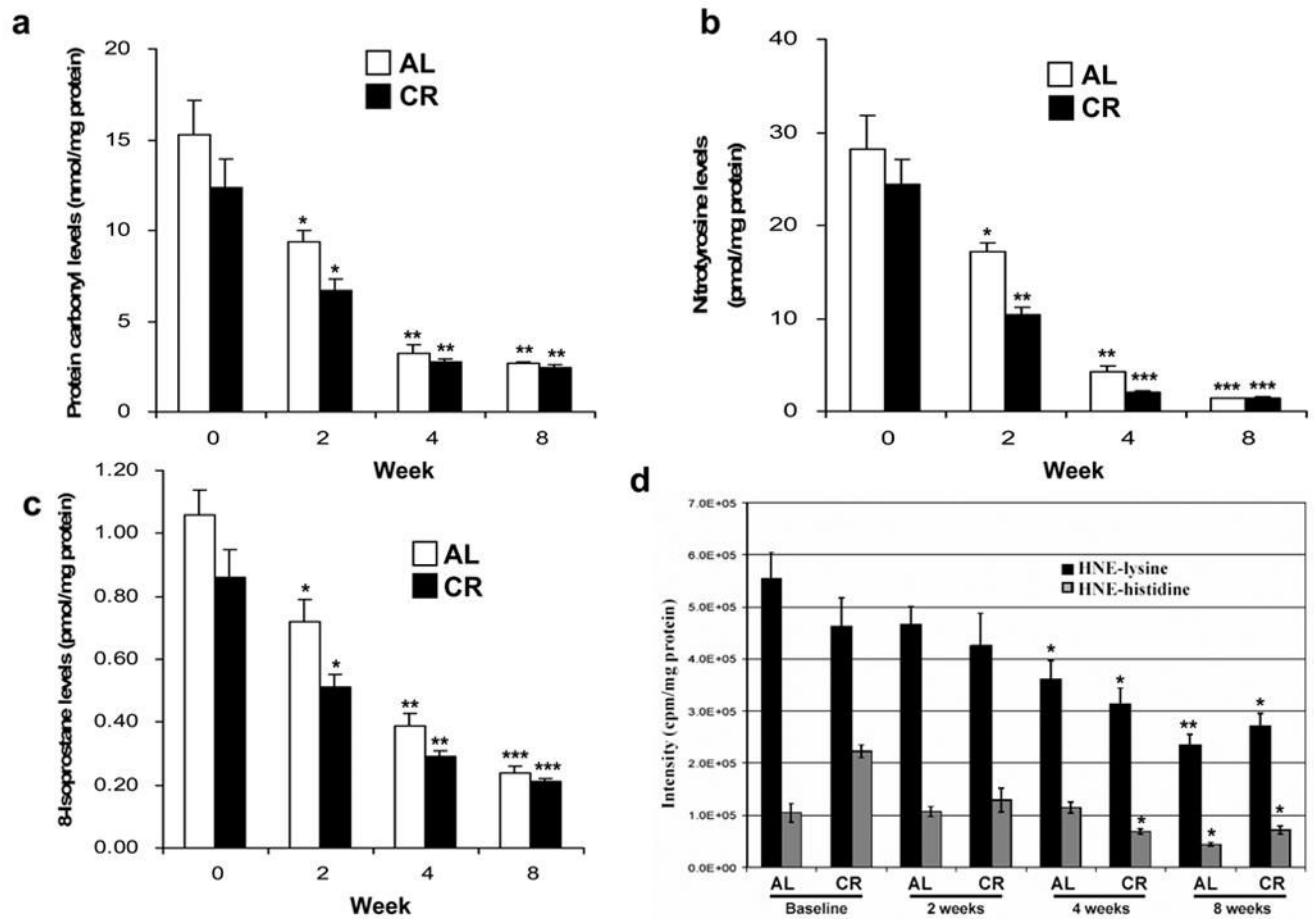 a
Protein carbonyl levels (nmol/mg protein)
20
15
10
5
0
AL
CR
*
*
**
**
**
**
0 2 4 8
Week
b
Nitrotyrosine levels
(pmol/mg protein)
40
30
20
10
0
AL
CR
*
**
**
***
***
***
0 2 4 8
Week
c
8-Isoprostane levels (pmol/mg protein)
1.20
1.00
0.80
0.60
0.40
0.20
0.00
AL
CR
*
*
**
**
***
***
0 2 4 8
Week
d
Intensity (cpm/mg protein)
7.0E+05
6.0E+05
5.0E+05
4.0E+05
3.0E+05
2.0E+05
1.0E+05
0.0E+00
HNE-lysine
HNE-histidine
*
*
*
**
*
*
*
AL CR AL CR AL CR AL CR
Baseline 2 weeks 4 weeks 8 weeks